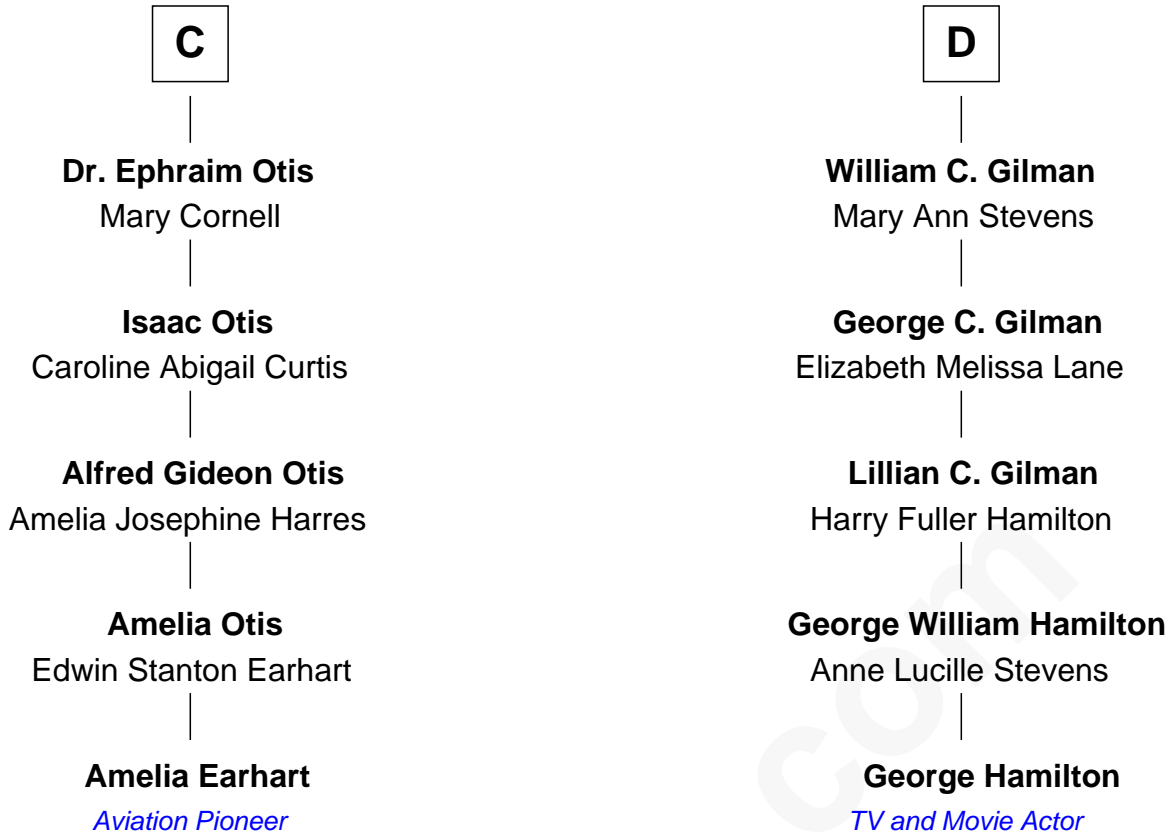 C
Dr. Ephraim Otis
Mary Cornell
Isaac Otis
Caroline Abigail Curtis
Alfred Gideon Otis
Amelia Josephine Harres
Amelia Otis
Edwin Stanton Earhart
Amelia Earhart
Aviation Pioneer
D
William C. Gilman
Mary Ann Stevens
George C. Gilman
Elizabeth Melissa Lane
Lillian C. Gilman
Harry Fuller Hamilton
George William Hamilton
Anne Lucille Stevens
George Hamilton
TV and Movie Actor
com